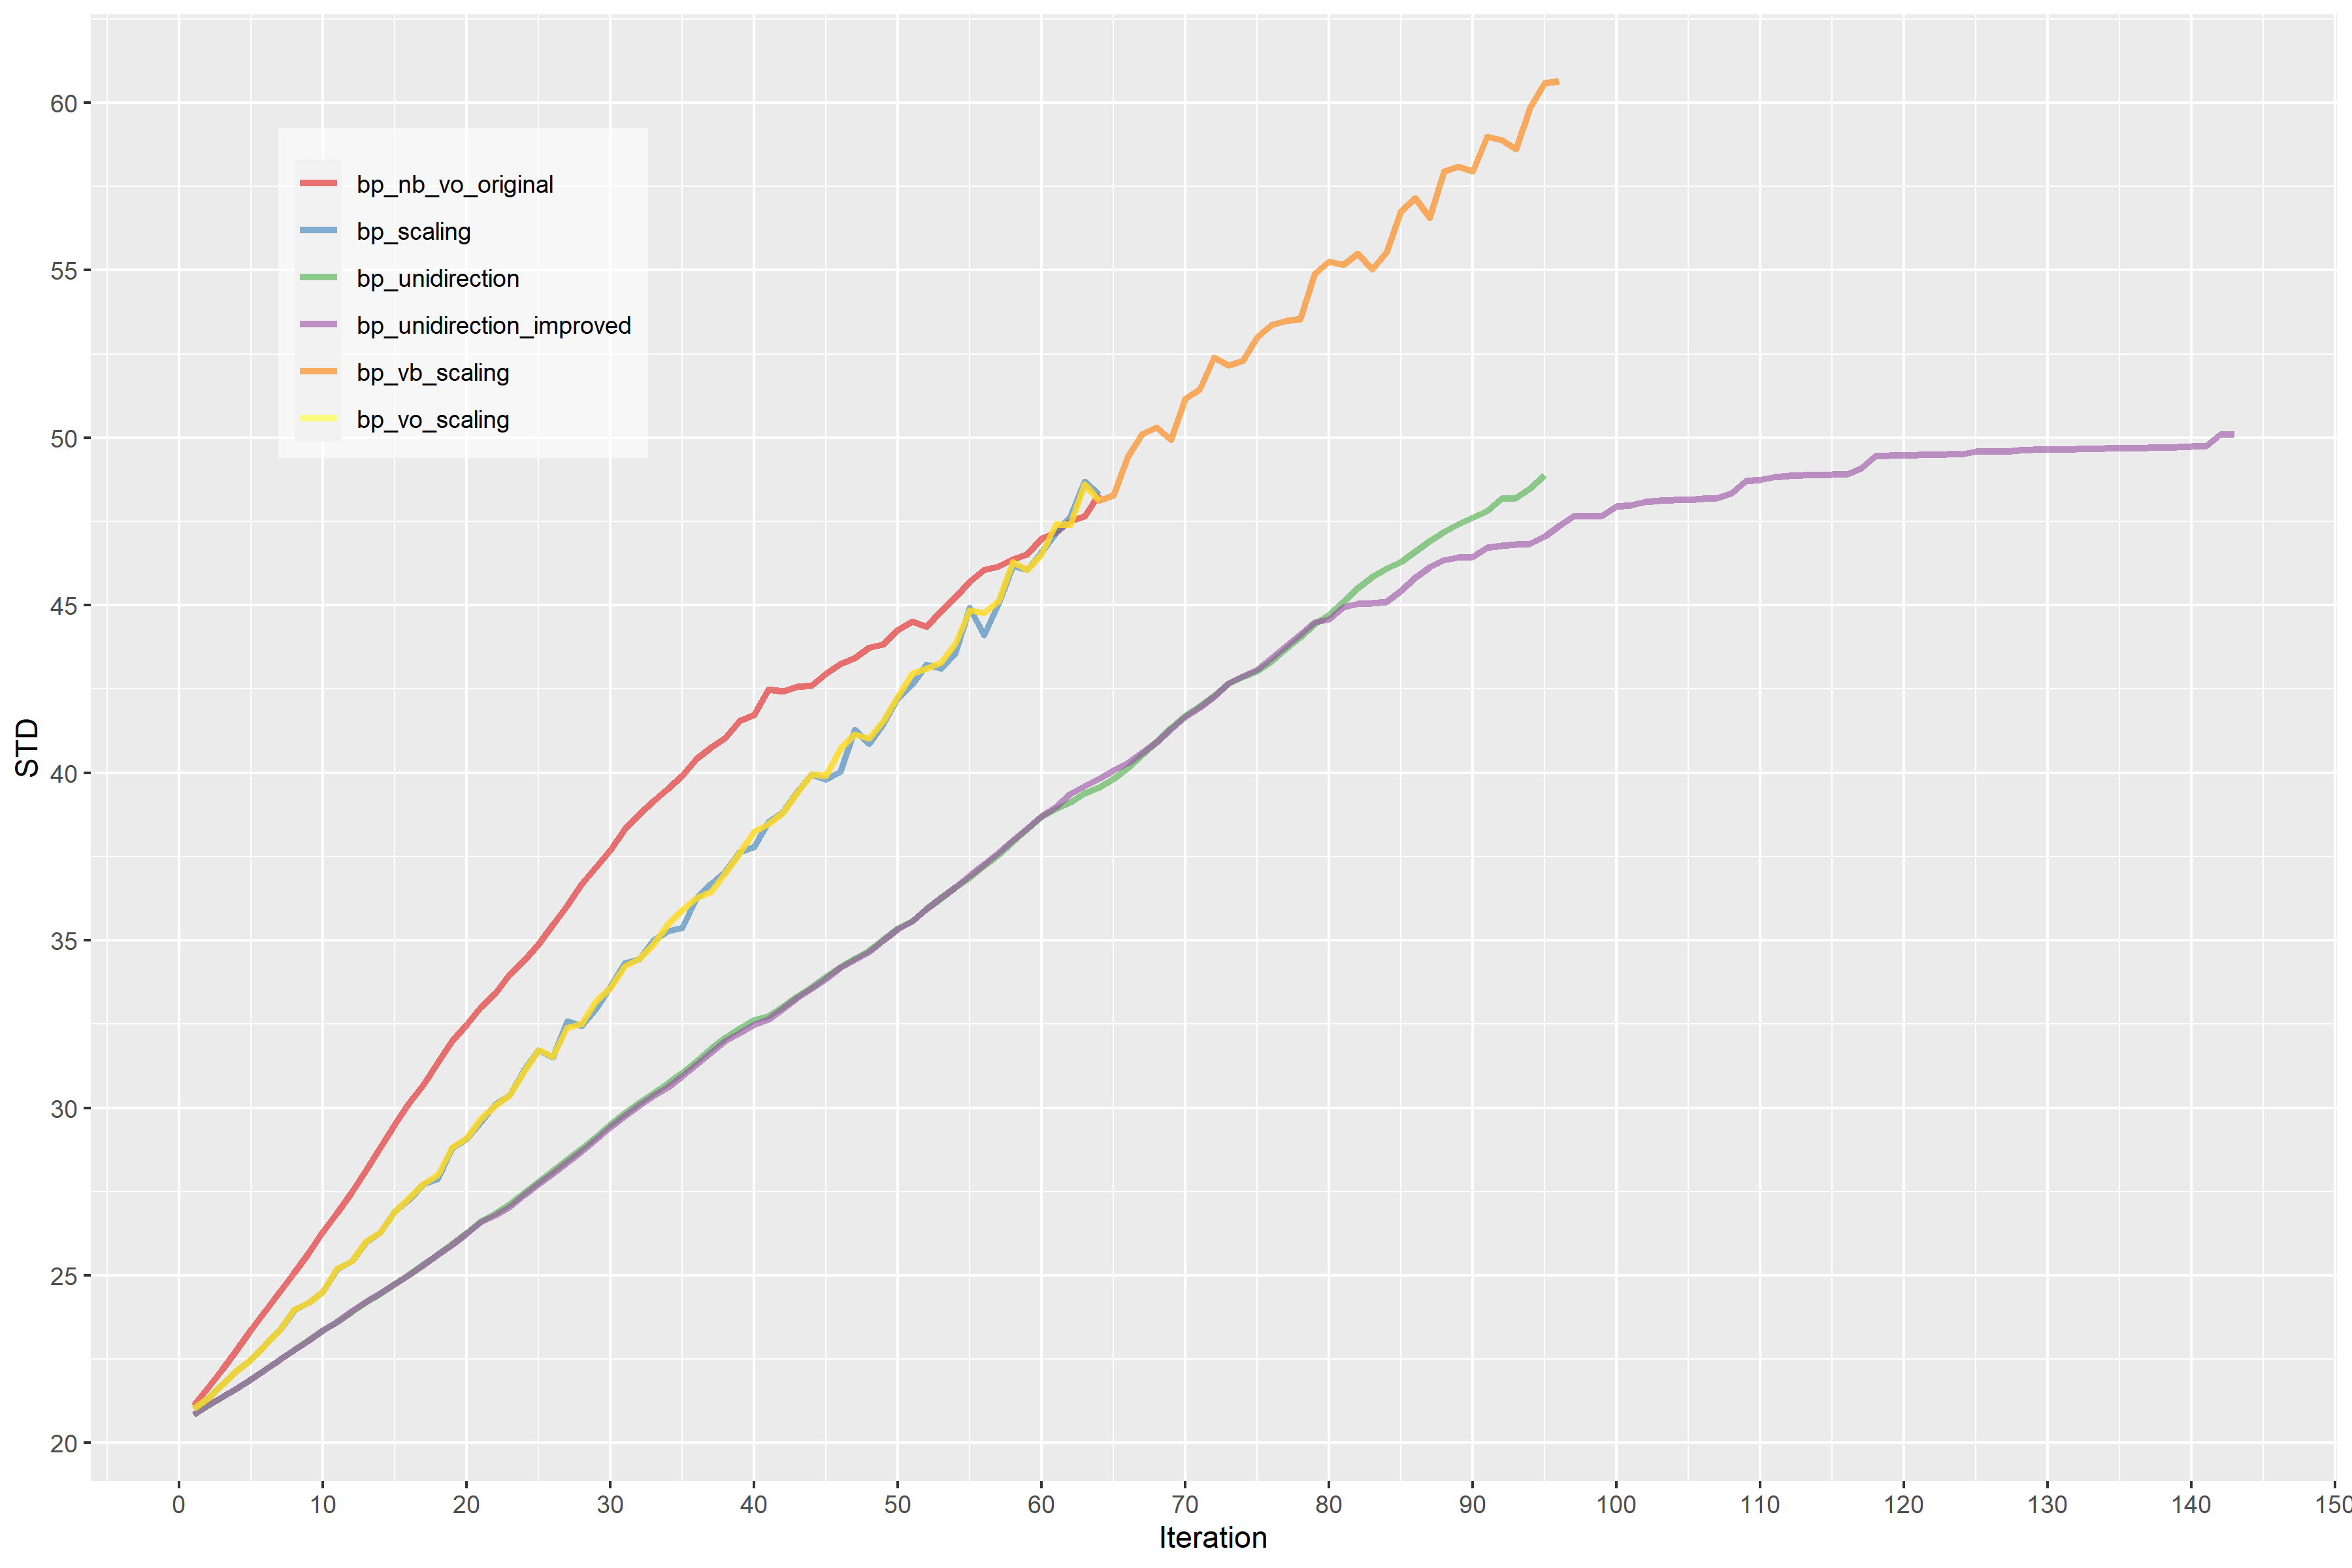 60
55
50
45
40
35
30
25
20
STD
bp_nb_vo_original
bp_scaling
bp_unidirection
bp_unidirection_improved
bp_vb_scaling
bp_vo_scaling
0 10 20 30 40 50 60 70 80 90 100 110 120 130 140 150
Iteration